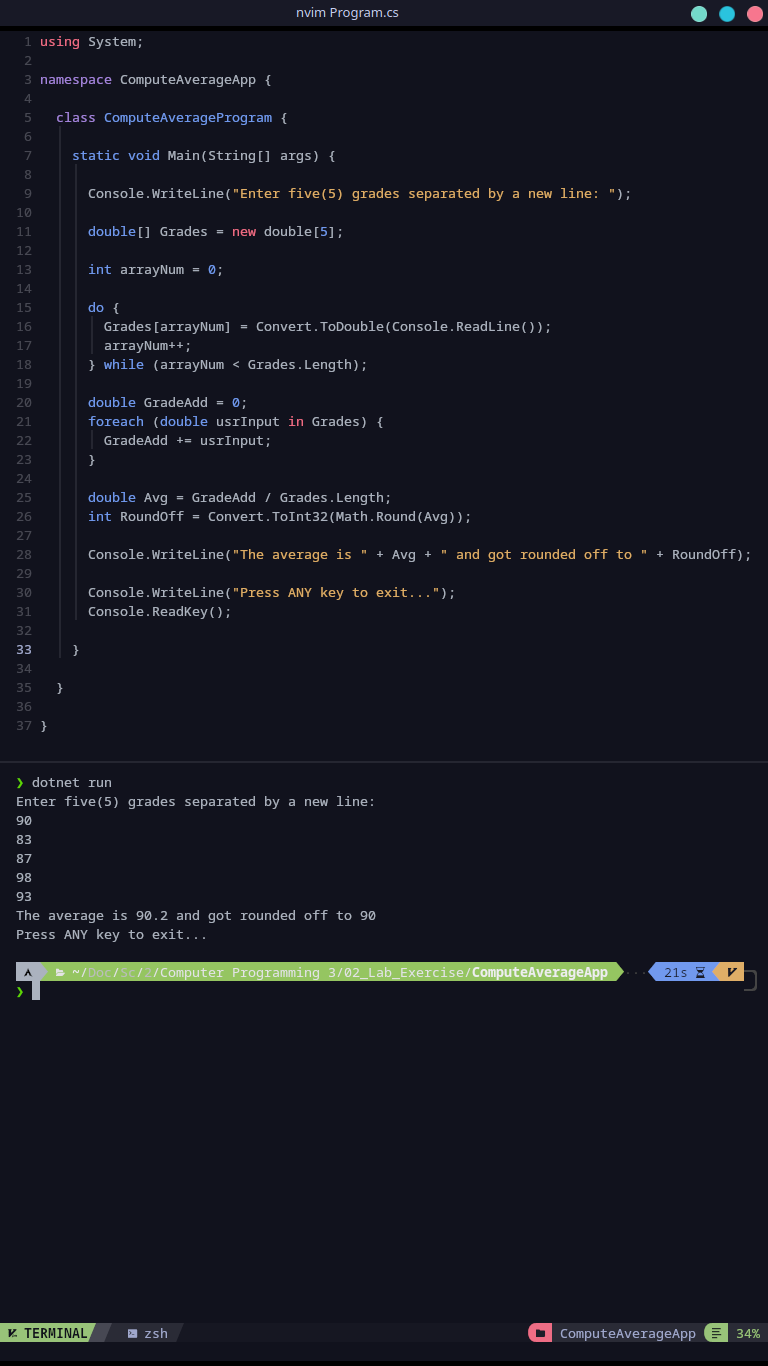 nvim Program.cs
1 using System;
2
3 namespace ComputeAverageApp {
4
5 class ComputeAverageProgram {
6
7 static void Main(String[] args) {
8
9 Console.WriteLine("Enter five(5) grades separated by a new line: ");
10
11 double[] Grades = new double[5];
12
13 int arrayNum = 0;
14
15 do {
16 Grades[arrayNum] = Convert.ToDouble(Console.ReadLine());
17 arrayNum++;
18 } while (arrayNum < Grades.Length);
19
20 double GradeAdd = 0;
21 foreach (double usrInput in Grades) {
22 GradeAdd += usrInput;
23 }
24
25 double Avg = GradeAdd / Grades.Length;
26 int RoundOff = Convert.ToInt32(Math.Round(Avg));
27
28 Console.WriteLine("The average is " + Avg + " and got rounded off to " + RoundOff);
29
30 Console.WriteLine("Press ANY key to exit...");
31 Console.ReadKey();
32
33 }
34
35 }
36
37 }
❯ dotnet run
Enter five(5) grades separated by a new line:
90
83
87
98
93
The average is 90.2 and got rounded off to 90
Press ANY key to exit...
~/Doc/Sc/2/Computer Programming 3/02_Lab_Exercise/ComputeAverageApp ··· 21s
❯
TERMINAL zsh ComputeAverageApp 34%